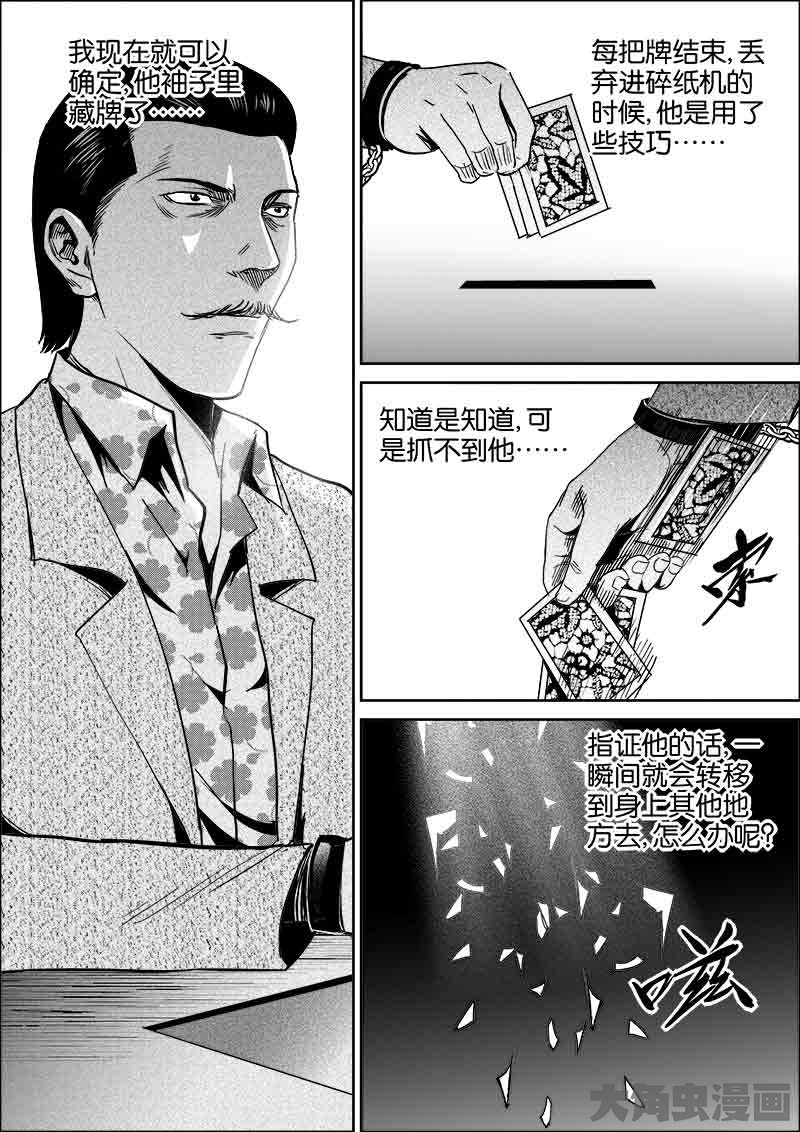 我现在就可以
确定，他袖子里
藏牌了……
每把牌结束，丢
弃进碎纸机的
时候，他是用了
些技巧……
知道是知道，可
是抓不到他……
索
指证他的话，一
瞬间就会转移
到身上其他地
方去，怎么办呢？
嗞
大角虫漫画